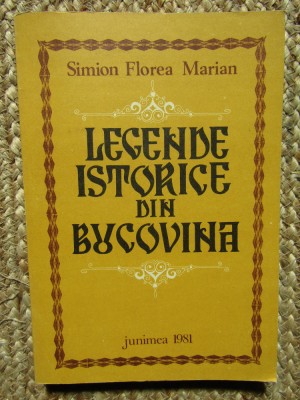 Simion Florea Marian
LEGENDE
ISTORICE
DIN
BUCOVINA
junimea 1981